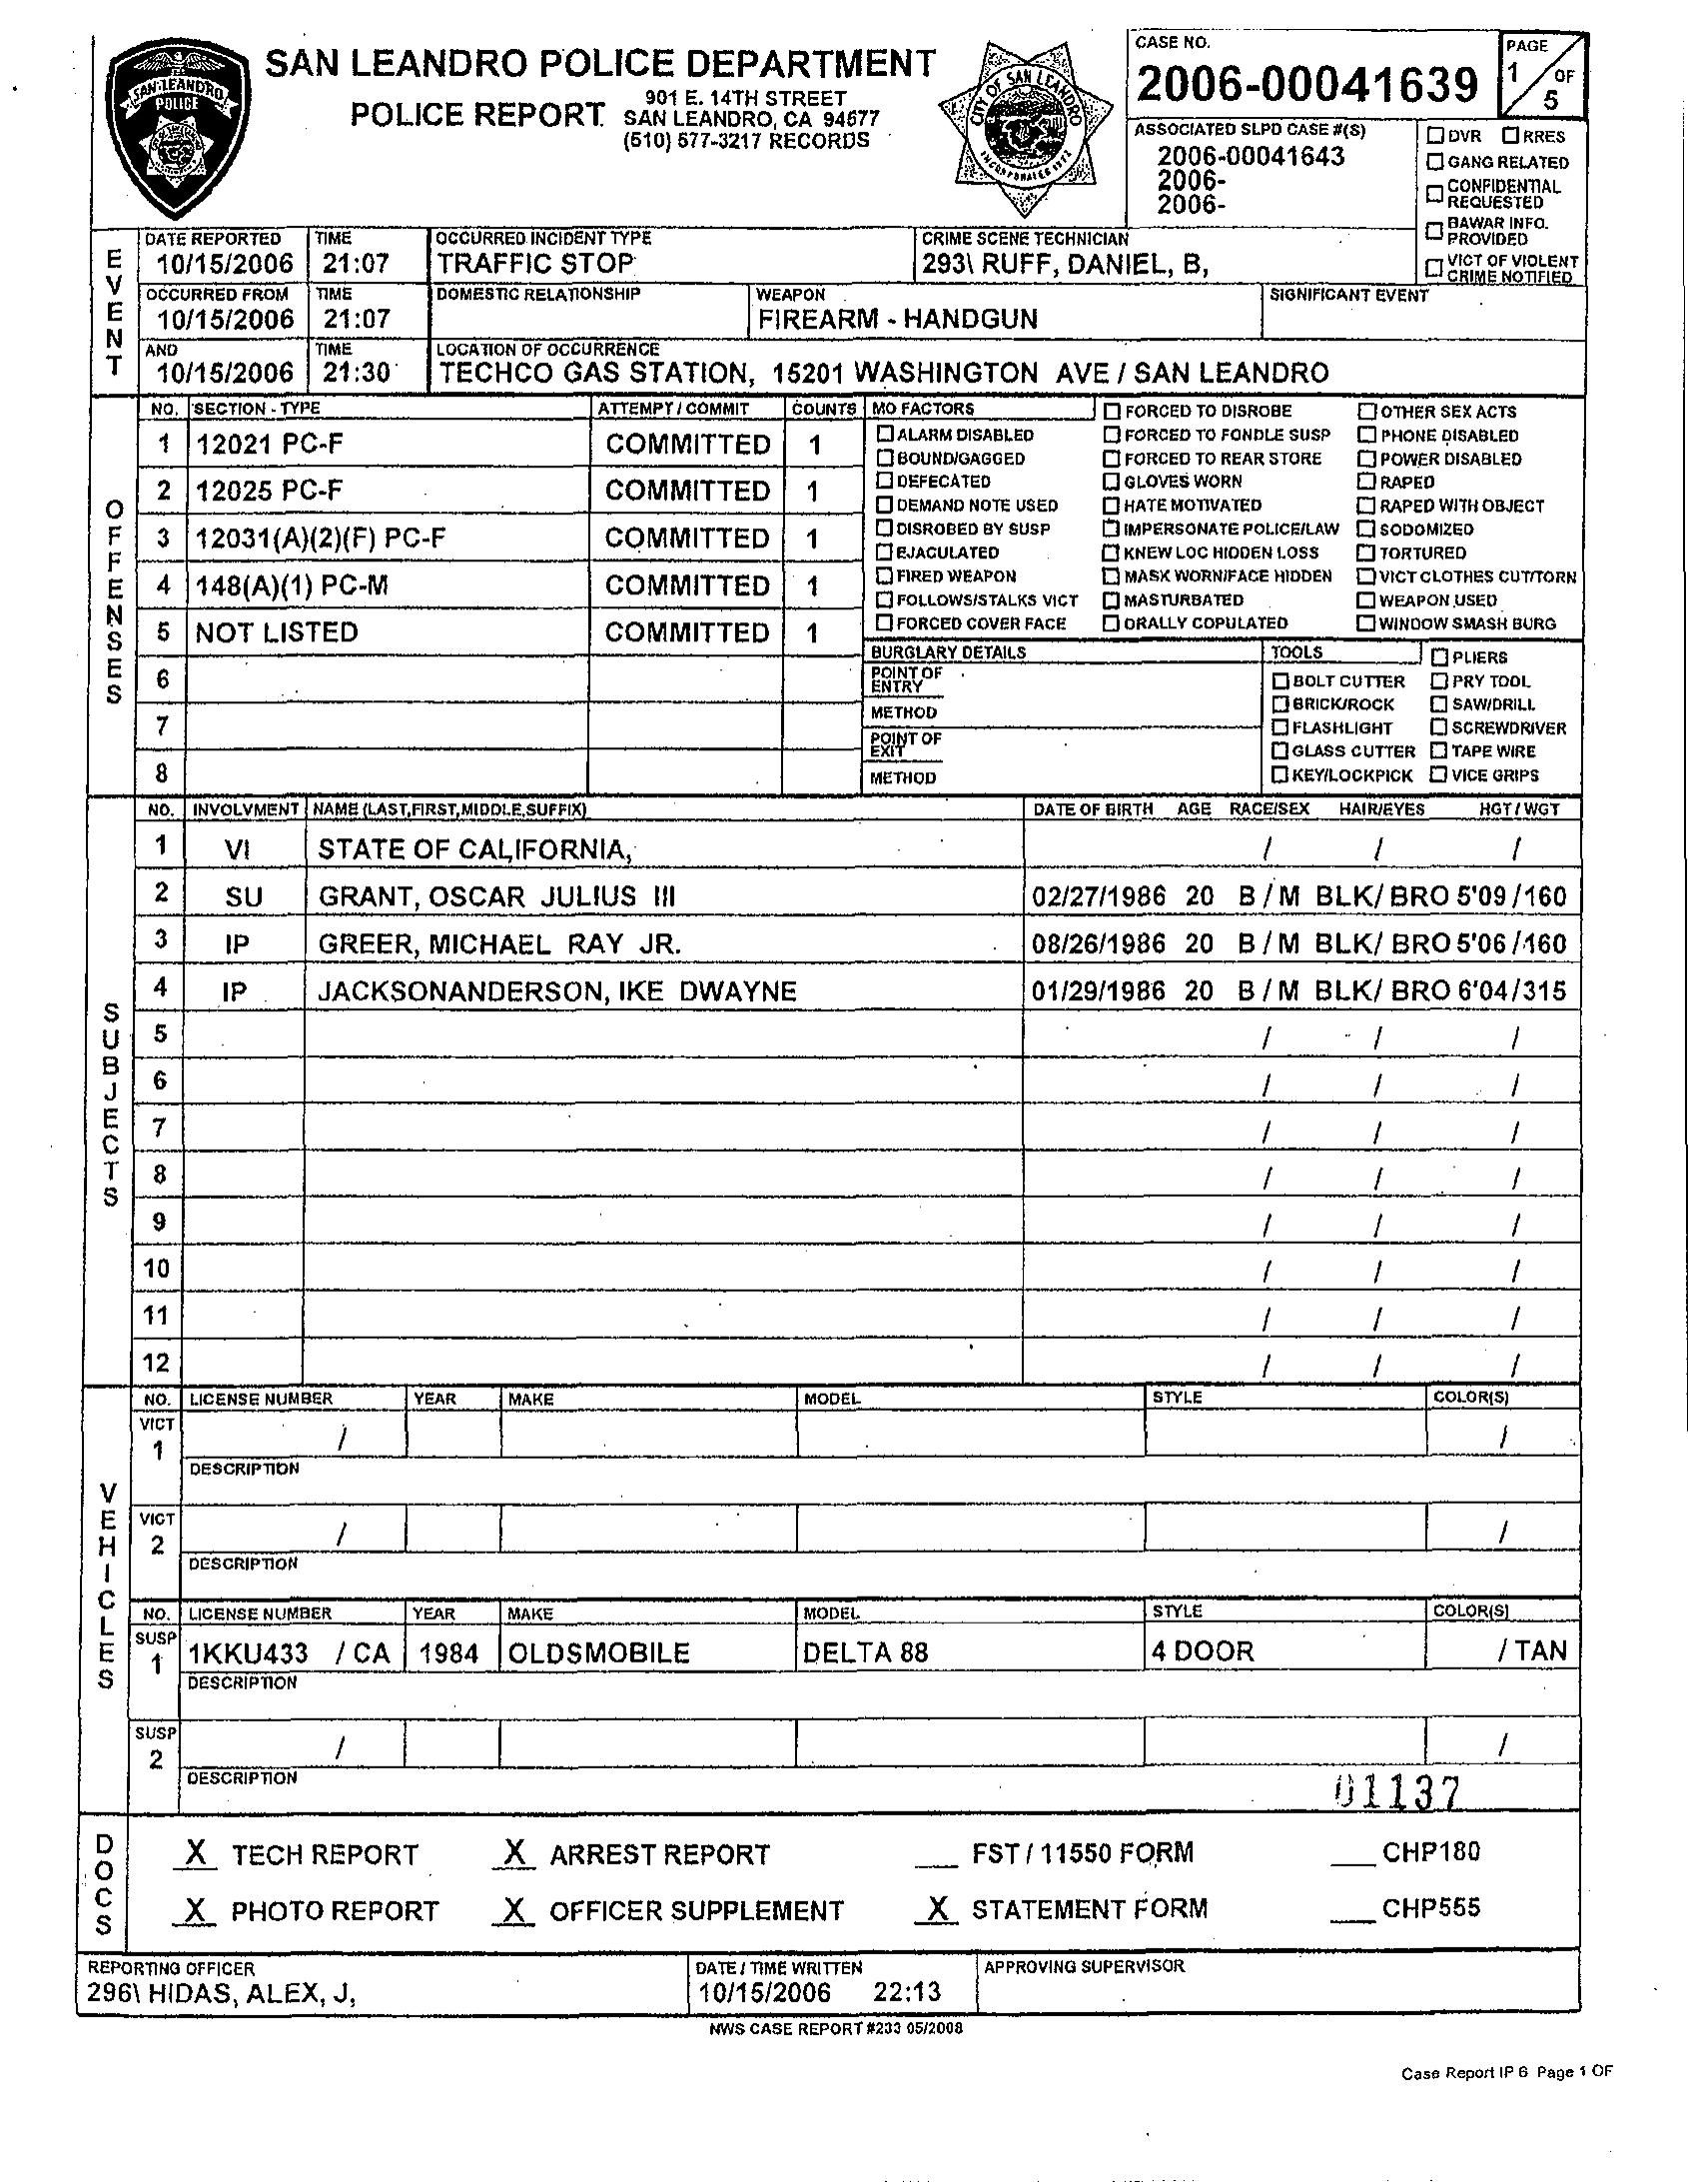 SAN LEANDRO POLICE DEPARTMENT
POLICE REPORT
901 E. 14TH STREET
SAN LEANDRO, CA 94577
(510) 577-3217 RECORDS
SAN LEANDRO
POLICE
CITY OF SAN LEANDRO
INCORPORATED 1872
CASE NO.
2006-00041639
PAGE
1 OF 5
ASSOCIATED SLPD CASE #(S)
2006-00041643
2006-
2006-
DVR RRES
GANG RELATED
CONFIDENTIAL REQUESTED
BAWAR INFO. PROVIDED
VICT OF VIOLENT CRIME NOTIFIED
EVENT
DATE REPORTED TIME OCCURRED INCIDENT TYPE CRIME SCENE TECHNICIAN
10/15/2006 21:07 TRAFFIC STOP 293\ RUFF, DANIEL, B,
OCCURRED FROM TIME DOMESTIC RELATIONSHIP WEAPON SIGNIFICANT EVENT
10/15/2006 21:07 FIREARM - HANDGUN
AND TIME LOCATION OF OCCURRENCE
10/15/2006 21:30 TECHCO GAS STATION, 15201 WASHINGTON AVE / SAN LEANDRO
OFFENSES
NO. SECTION - TYPE ATTEMPT / COMMIT COUNTS
1 12021 PC-F COMMITTED 1
2 12025 PC-F COMMITTED 1
3 12031(A)(2)(F) PC-F COMMITTED 1
4 148(A)(1) PC-M COMMITTED 1
5 NOT LISTED COMMITTED 1
6
7
8
MO FACTORS FORCED TO DISROBE OTHER SEX ACTS
ALARM DISABLED FORCED TO FONDLE SUSP PHONE DISABLED
BOUND/GAGGED FORCED TO REAR STORE POWER DISABLED
DEFECATED GLOVES WORN RAPED
DEMAND NOTE USED HATE MOTIVATED RAPED WITH OBJECT
DISROBED BY SUSP IMPERSONATE POLICE/LAW SODOMIZED
EJACULATED KNEW LOC HIDDEN LOSS TORTURED
FIRED WEAPON MASK WORN/FACE HIDDEN VICT CLOTHES CUT/TORN
FOLLOWS/STALKS VICT MASTURBATED WEAPON USED
FORCED COVER FACE ORALLY COPULATED WINDOW SMASH BURG
BURGLARY DETAILS
POINT OF ENTRY
METHOD
POINT OF EXIT
METHOD
TOOLS PLIERS
BOLT CUTTER PRY TOOL
BRICK/ROCK SAW/DRILL
FLASHLIGHT SCREWDRIVER
GLASS CUTTER TAPE WIRE
KEY/LOCKPICK VICE GRIPS
SUBJECTS
NO. INVOLVMENT NAME (LAST,FIRST,MIDDLE,SUFFIX) DATE OF BIRTH AGE RACE/SEX HAIR/EYES HGT / WGT
1 VI STATE OF CALIFORNIA, / / /
2 SU GRANT, OSCAR JULIUS III 02/27/1986 20 B / M BLK/ BRO 5'09 /160
3 IP GREER, MICHAEL RAY JR. 08/26/1986 20 B / M BLK/ BRO 5'06 /160
4 IP JACKSONANDERSON, IKE DWAYNE 01/29/1986 20 B / M BLK/ BRO 6'04/315
5 / / /
6 / / /
7 / / /
8 / / /
9 / / /
10 / / /
11 / / /
12 / / /
VEHICLES
NO. LICENSE NUMBER YEAR MAKE MODEL STYLE COLOR(S)
VICT 1 / /
DESCRIPTION
VICT 2 / /
DESCRIPTION
NO. LICENSE NUMBER YEAR MAKE MODEL STYLE COLOR(S)
SUSP 1 1KKU433 / CA 1984 OLDSMOBILE DELTA 88 4 DOOR / TAN
DESCRIPTION
SUSP 2 / /
DESCRIPTION
01137
DOCS
X TECH REPORT X ARREST REPORT __ FST / 11550 FORM __ CHP180
X PHOTO REPORT X OFFICER SUPPLEMENT X STATEMENT FORM __ CHP555
REPORTING OFFICER DATE / TIME WRITTEN APPROVING SUPERVISOR
296\ HIDAS, ALEX, J, 10/15/2006 22:13
NWS CASE REPORT #233 05/2008
Case Report IP 6 Page 1 OF